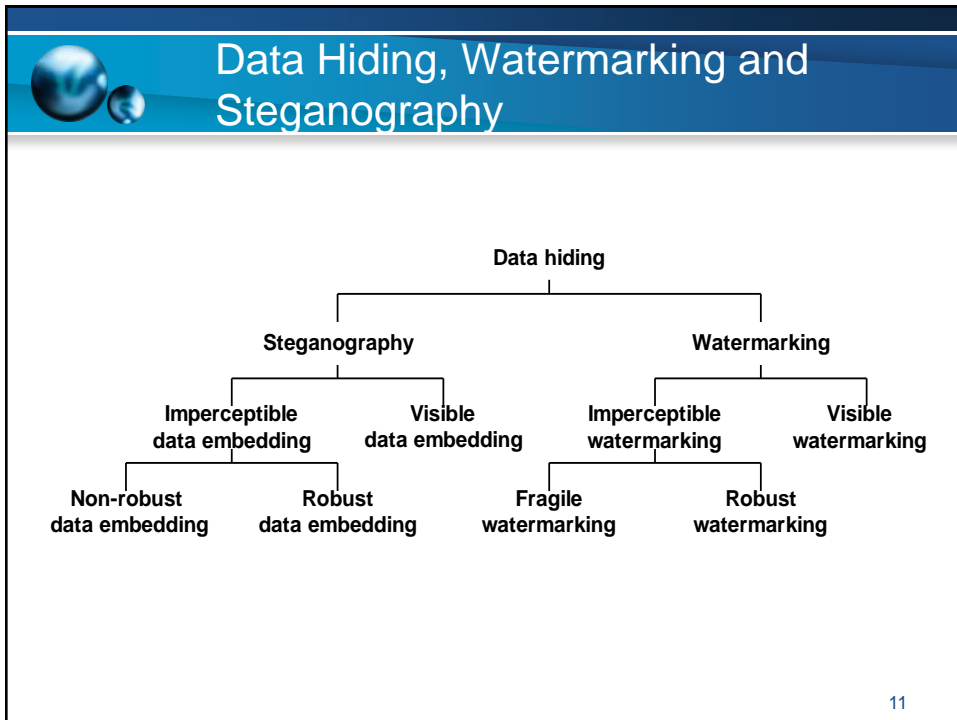 Data Hiding, Watermarking and
Steganography
Data hiding
Steganography
Watermarking
Imperceptible
data embedding
Visible
data embedding
Imperceptible
watermarking
Visible
watermarking
Non-robust
data embedding
Robust
data embedding
Fragile
watermarking
Robust
watermarking
11